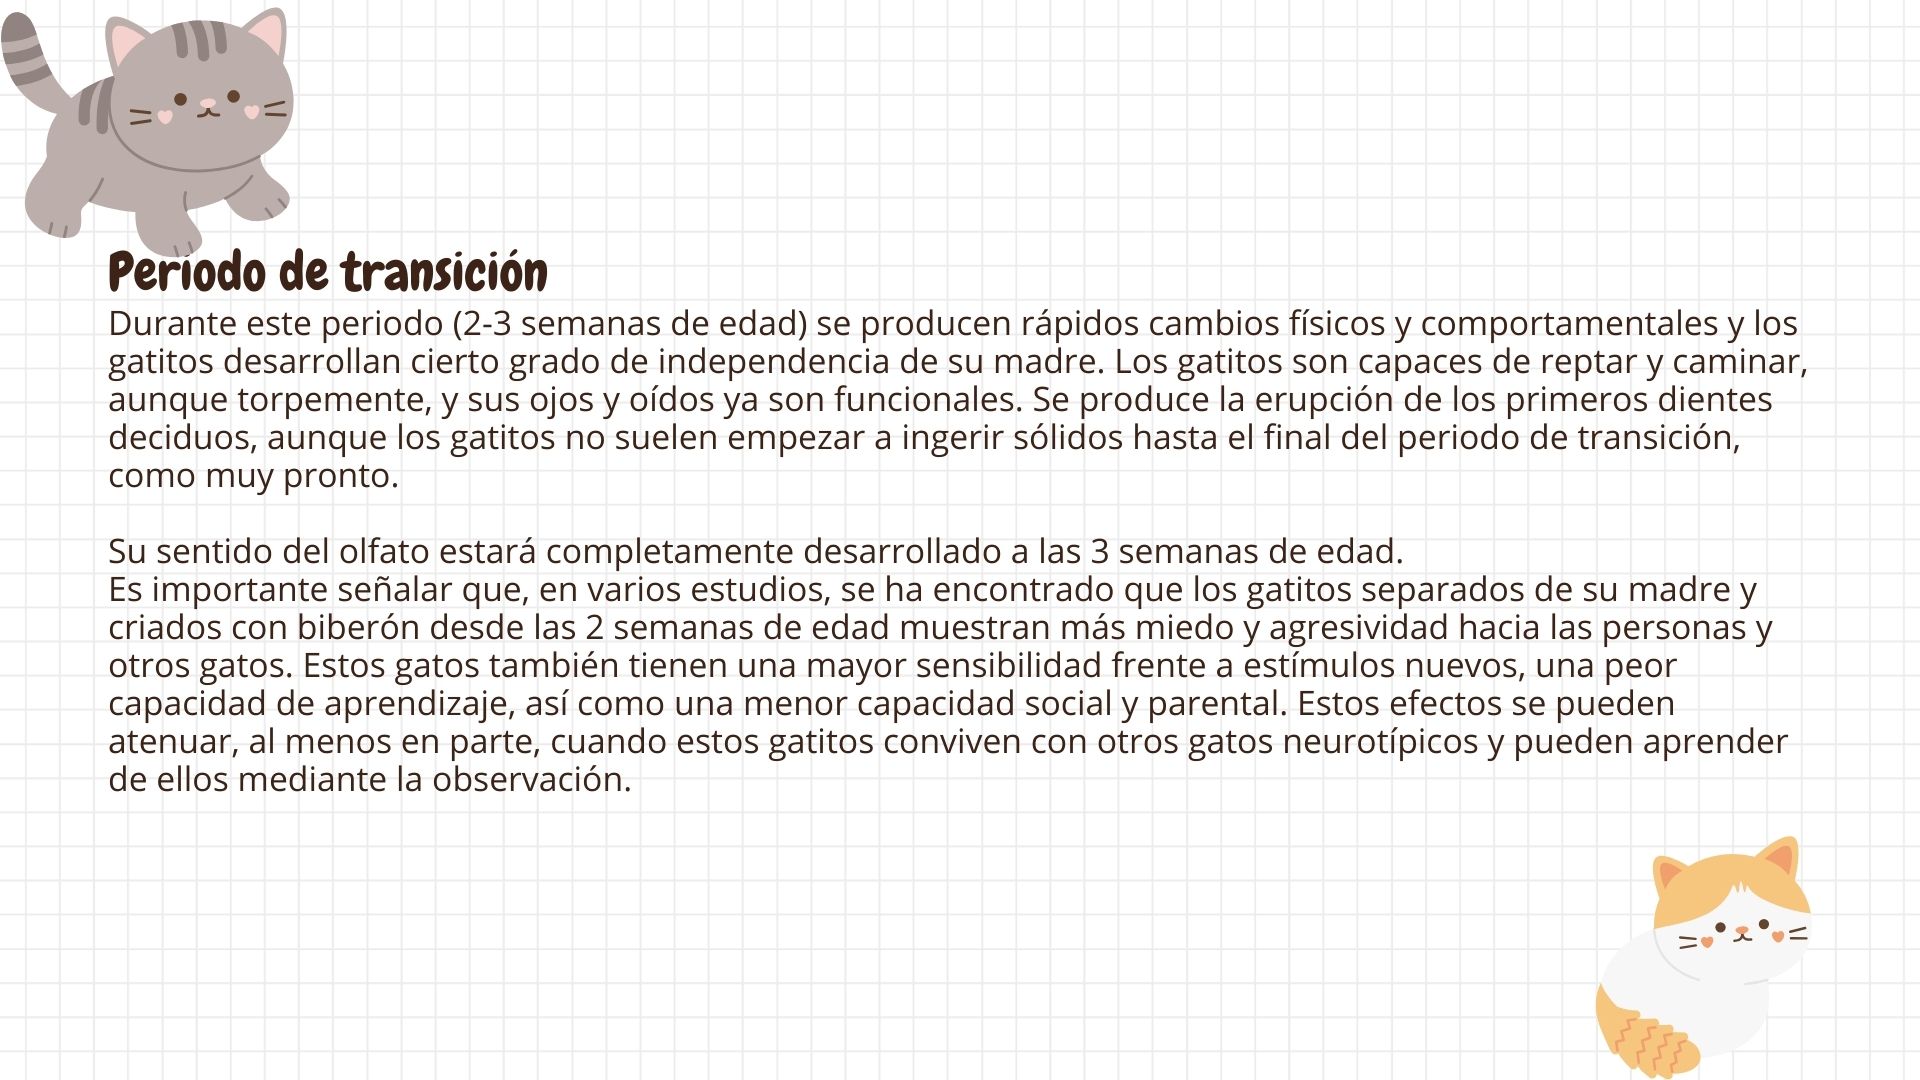 Periodo de transición
Durante este periodo (2-3 semanas de edad) se producen rápidos cambios físicos y comportamentales y los
gatitos desarrollan cierto grado de independencia de su madre. Los gatitos son capaces de reptar y caminar,
aunque torpemente, y sus ojos y oídos ya son funcionales. Se produce la erupción de los primeros dientes
deciduos, aunque los gatitos no suelen empezar a ingerir sólidos hasta el final del periodo de transición,
como muy pronto.
Su sentido del olfato estará completamente desarrollado a las 3 semanas de edad.
Es importante señalar que, en varios estudios, se ha encontrado que los gatitos separados de su madre y
criados con biberón desde las 2 semanas de edad muestran más miedo y agresividad hacia las personas y
otros gatos. Estos gatos también tienen una mayor sensibilidad frente a estímulos nuevos, una peor
capacidad de aprendizaje, así como una menor capacidad social y parental. Estos efectos se pueden
atenuar, al menos en parte, cuando estos gatitos conviven con otros gatos neurotípicos y pueden aprender
de ellos mediante la observación.